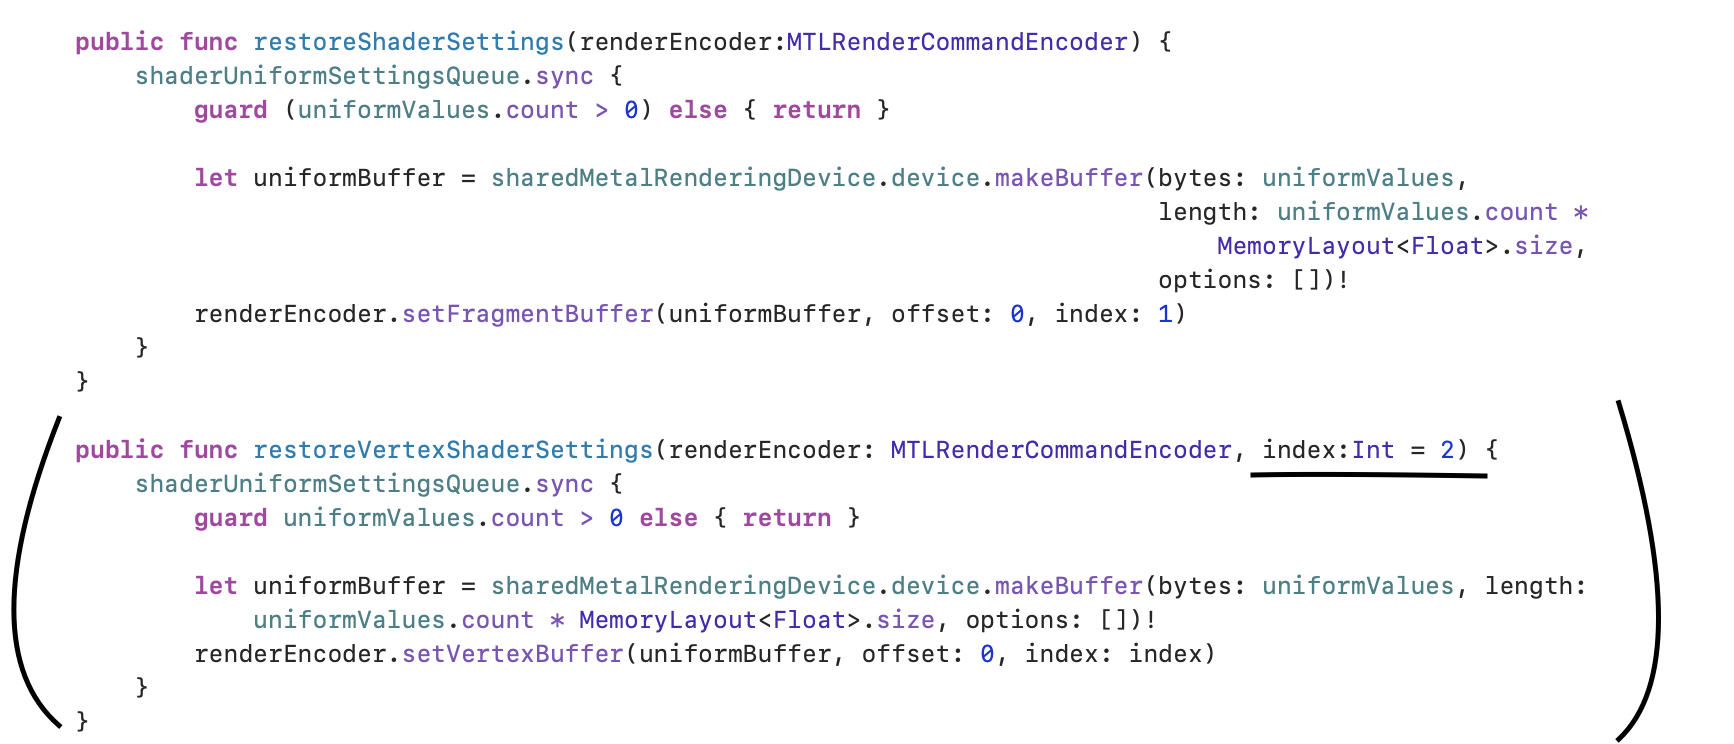 public func restoreShaderSettings(renderEncoder:MTLRenderCommandEncoder) {
shaderUniformSettingsQueue.sync {
guard (uniformValues.count > 0) else { return }
let uniformBuffer = sharedMetalRenderingDevice.device.makeBuffer(bytes: uniformValues,
length: uniformValues.count *
MemoryLayout<Float>.size,
options: [])!
renderEncoder.setFragmentBuffer(uniformBuffer, offset: 0, index: 1)
}
}
public func restoreVertexShaderSettings(renderEncoder: MTLRenderCommandEncoder, index:Int = 2) {
shaderUniformSettingsQueue.sync {
guard uniformValues.count > 0 else { return }
let uniformBuffer = sharedMetalRenderingDevice.device.makeBuffer(bytes: uniformValues, length:
uniformValues.count * MemoryLayout<Float>.size, options: [])!
renderEncoder.setVertexBuffer(uniformBuffer, offset: 0, index: index)
}
}